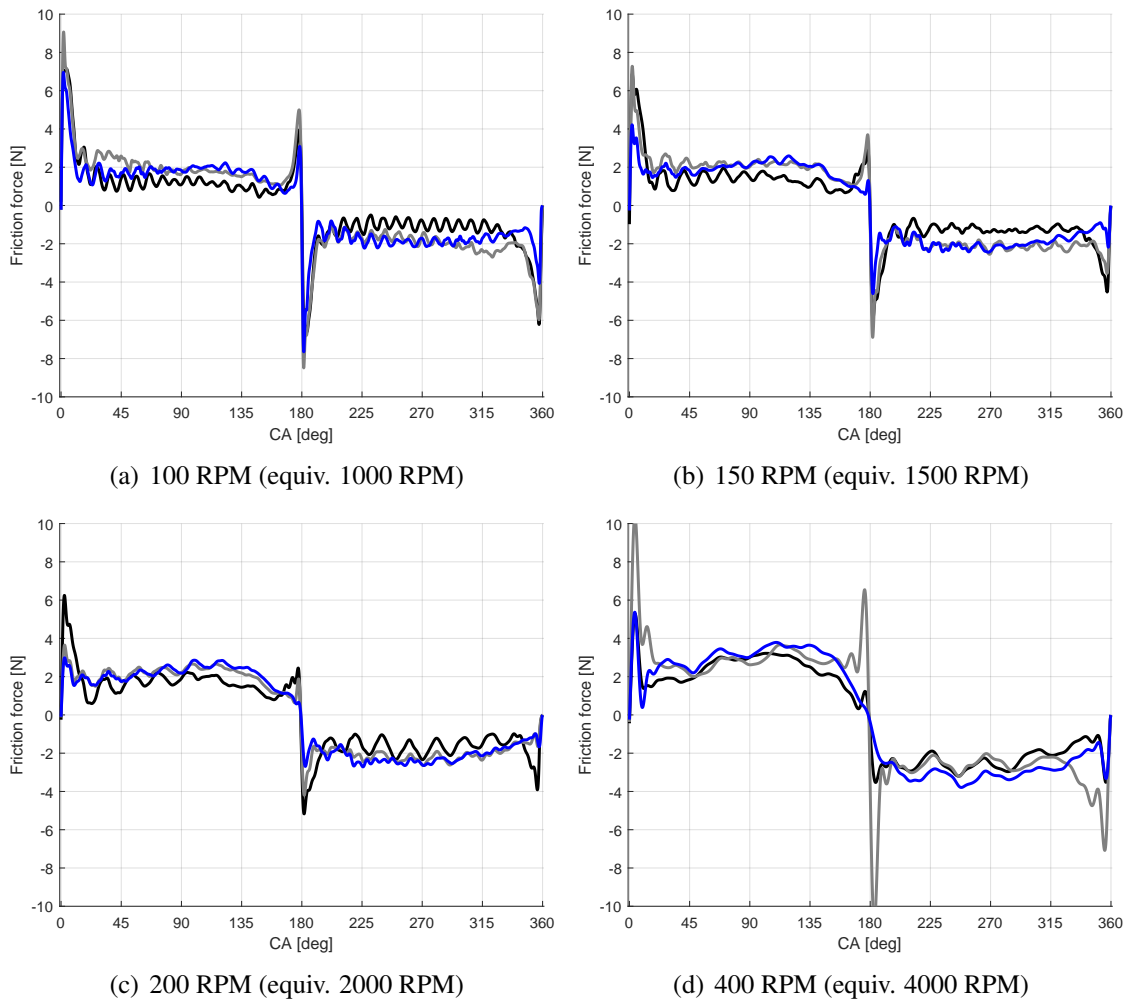 10
8
6
4
2
0
-2
-4
-6
-8
-10
Friction force [N]
0 45 90 135 180 225 270 315 360
CA [deg]
(a) 100 RPM (equiv. 1000 RPM)
10
8
6
4
2
0
-2
-4
-6
-8
-10
Friction force [N]
0 45 90 135 180 225 270 315 360
CA [deg]
(b) 150 RPM (equiv. 1500 RPM)
10
8
6
4
2
0
-2
-4
-6
-8
-10
Friction force [N]
0 45 90 135 180 225 270 315 360
CA [deg]
(c) 200 RPM (equiv. 2000 RPM)
10
8
6
4
2
0
-2
-4
-6
-8
-10
Friction force [N]
0 45 90 135 180 225 270 315 360
CA [deg]
(d) 400 RPM (equiv. 4000 RPM)